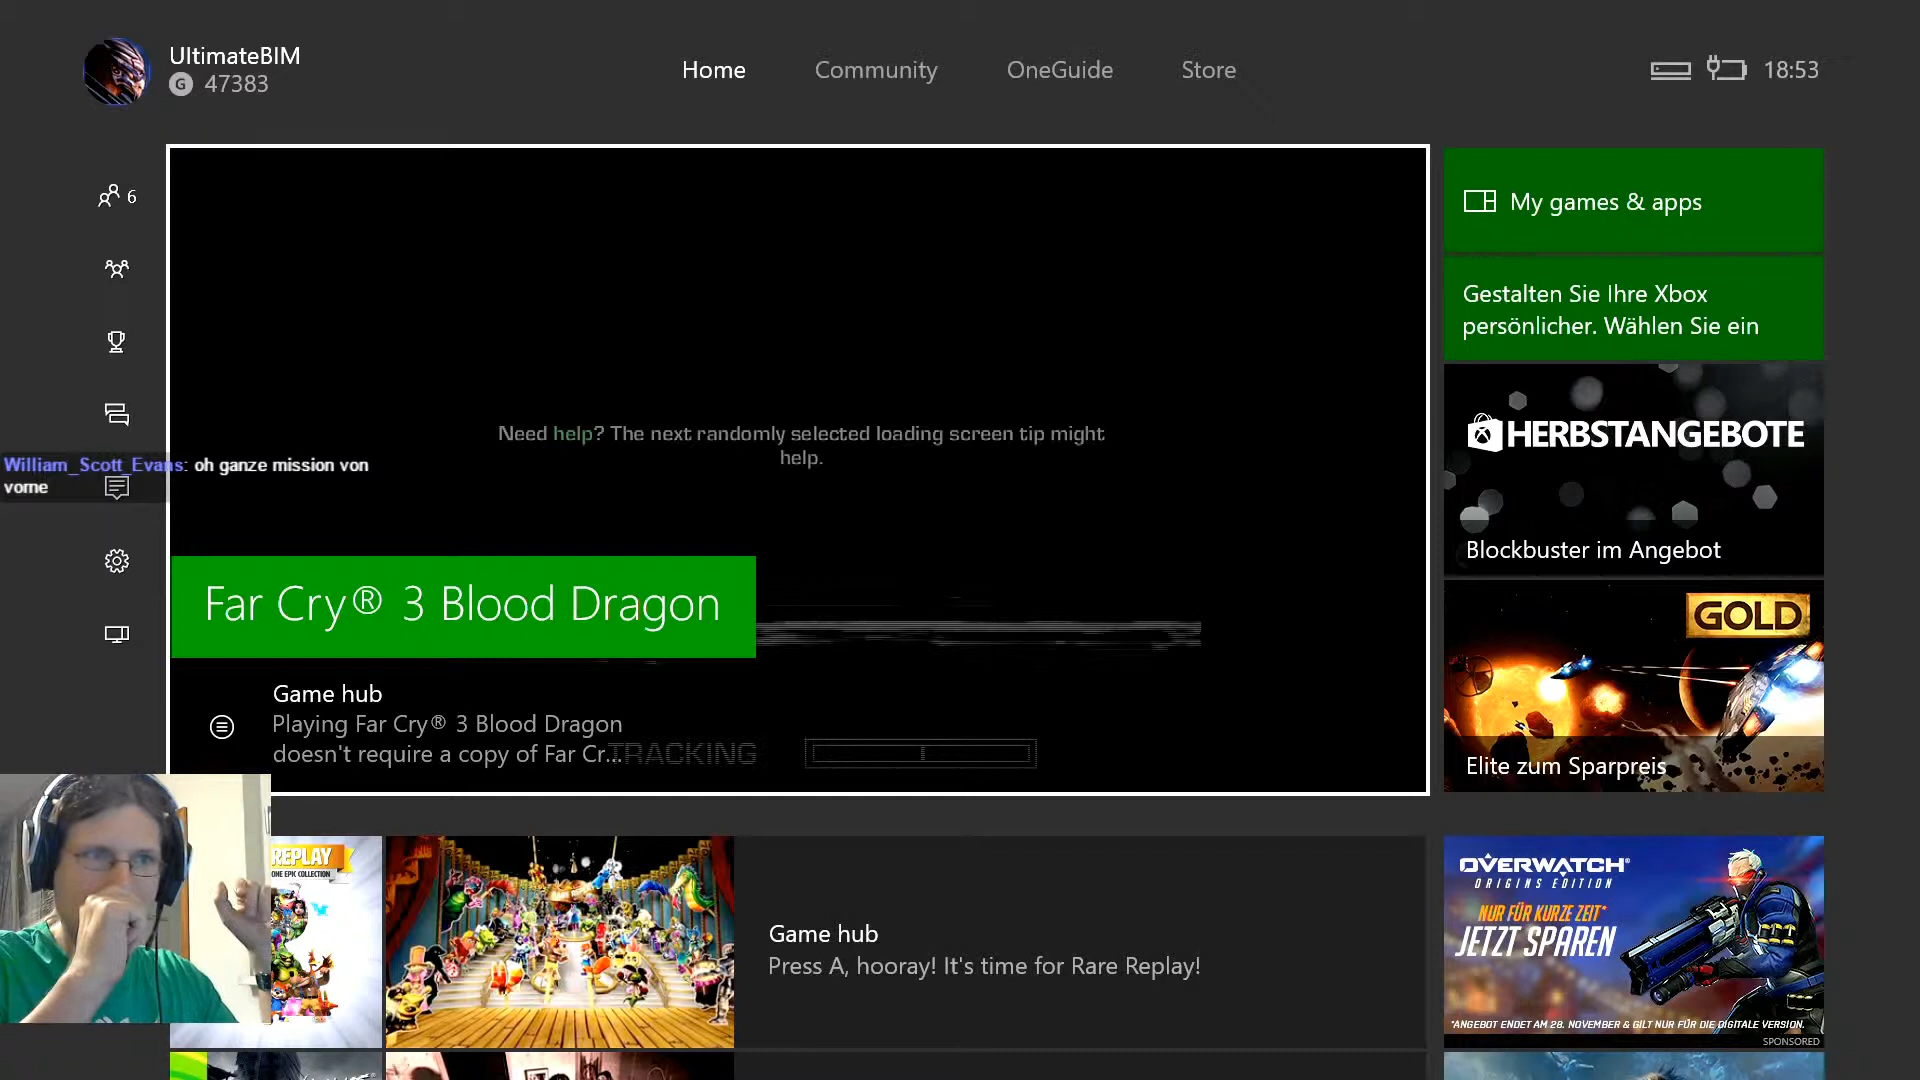 UltimateBIM
G 47383
Home
Community
OneGuide
Store
18:53
6
My games & apps
Gestalten Sie Ihre Xbox
persönlicher. Wählen Sie ein
HERBSTANGEBOTE
Blockbuster im Angebot
Need help? The next randomly selected loading screen tip might
help.
William_Scott_Evans: oh ganze mission von
vorne
Far Cry® 3 Blood Dragon
Game hub
Playing Far Cry® 3 Blood Dragon
doesn't require a copy of Far Cr...
TRACKING
GOLD
Elite zum Sparpreis
REPLAY
ONE EPIC COLLECTION
Game hub
Press A, hooray! It's time for Rare Replay!
OVERWATCH®
ORIGINS EDITION
NUR FÜR KURZE ZEIT*
JETZT SPAREN
*ANGEBOT ENDET AM 28. NOVEMBER & GILT NUR FÜR DIE DIGITALE VERSION.
SPONSORED